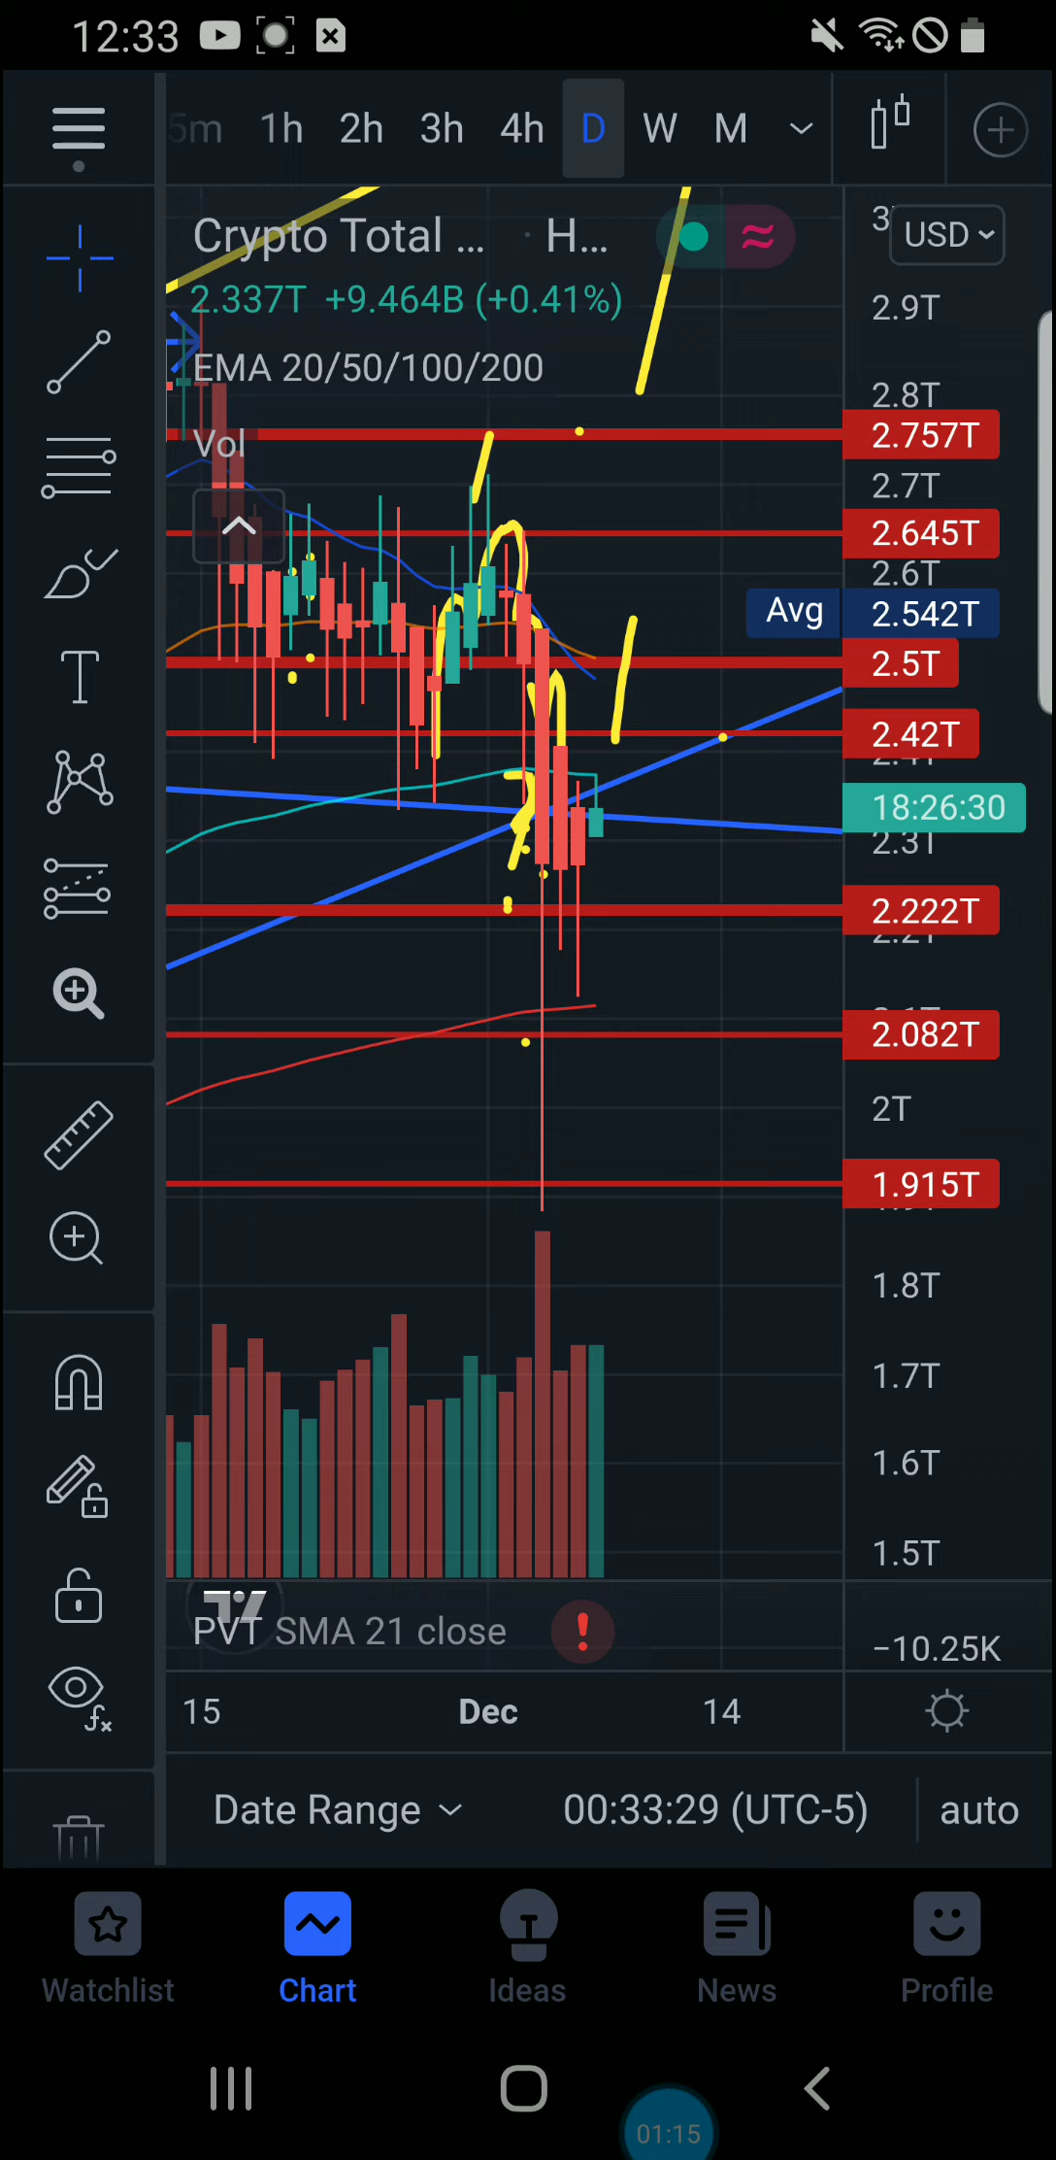 12:33
5m 1h 2h 3h 4h D W M
Crypto Total ... · H...
USD
2.337T +9.464B (+0.41%)
EMA 20/50/100/200
Vol
2.9T
2.8T
2.757T
2.7T
2.645T
2.6T
Avg 2.542T
2.5T
2.42T
18:26:30
2.3T
2.222T
2.082T
2T
1.915T
1.8T
1.7T
1.6T
1.5T
PVT SMA 21 close
−10.25K
15 Dec 14
Date Range 00:33:29 (UTC-5) auto
Watchlist Chart Ideas News Profile
01:15